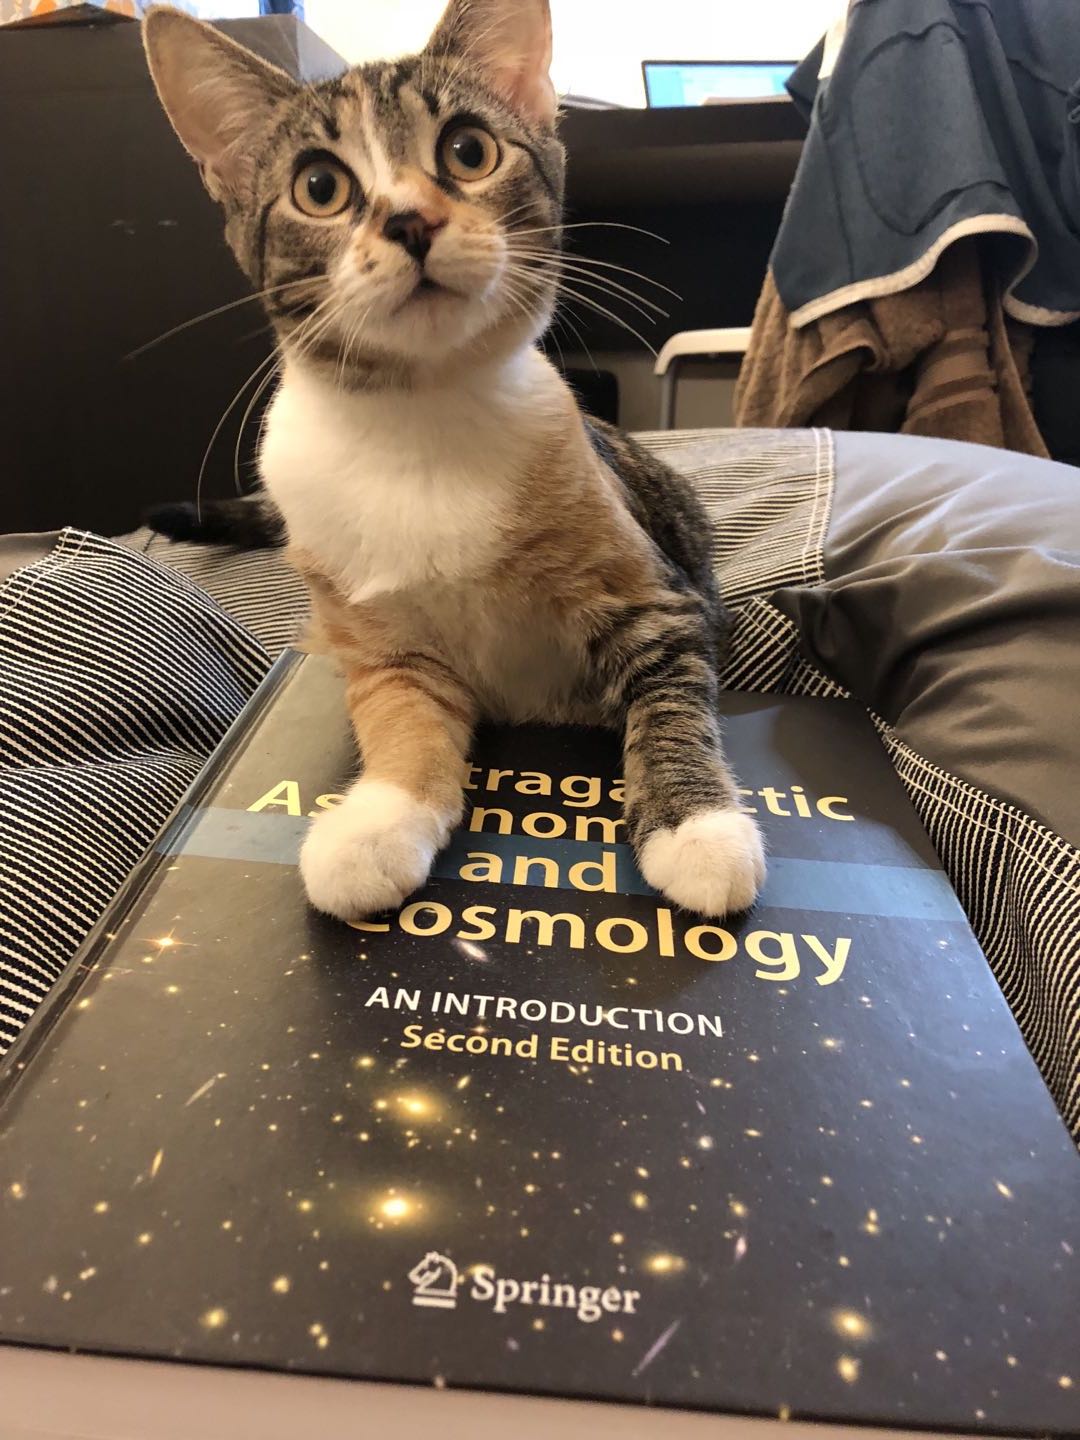 and
Cosmology
AN INTRODUCTION
Second Edition
Springer